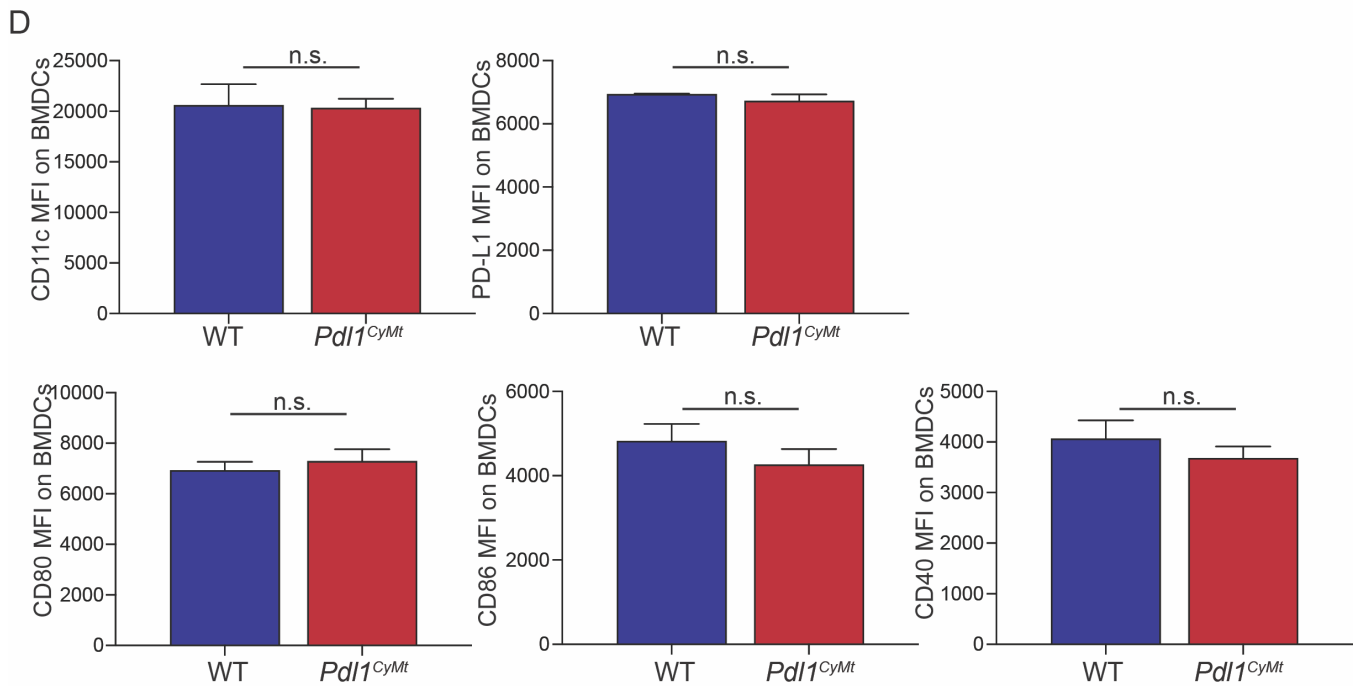 D
CD11c MFI on BMDCs
25000
20000
15000
10000
5000
0
n.s.
WT
Pdl1CyMt
PD-L1 MFI on BMDCs
8000
6000
4000
2000
0
n.s.
WT
Pdl1CyMt
CD80 MFI on BMDCs
10000
8000
6000
4000
2000
0
n.s.
WT
Pdl1CyMt
CD86 MFI on BMDCs
6000
4000
2000
0
n.s.
WT
Pdl1CyMt
CD40 MFI on BMDCs
5000
4000
3000
2000
1000
0
n.s.
WT
Pdl1CyMt